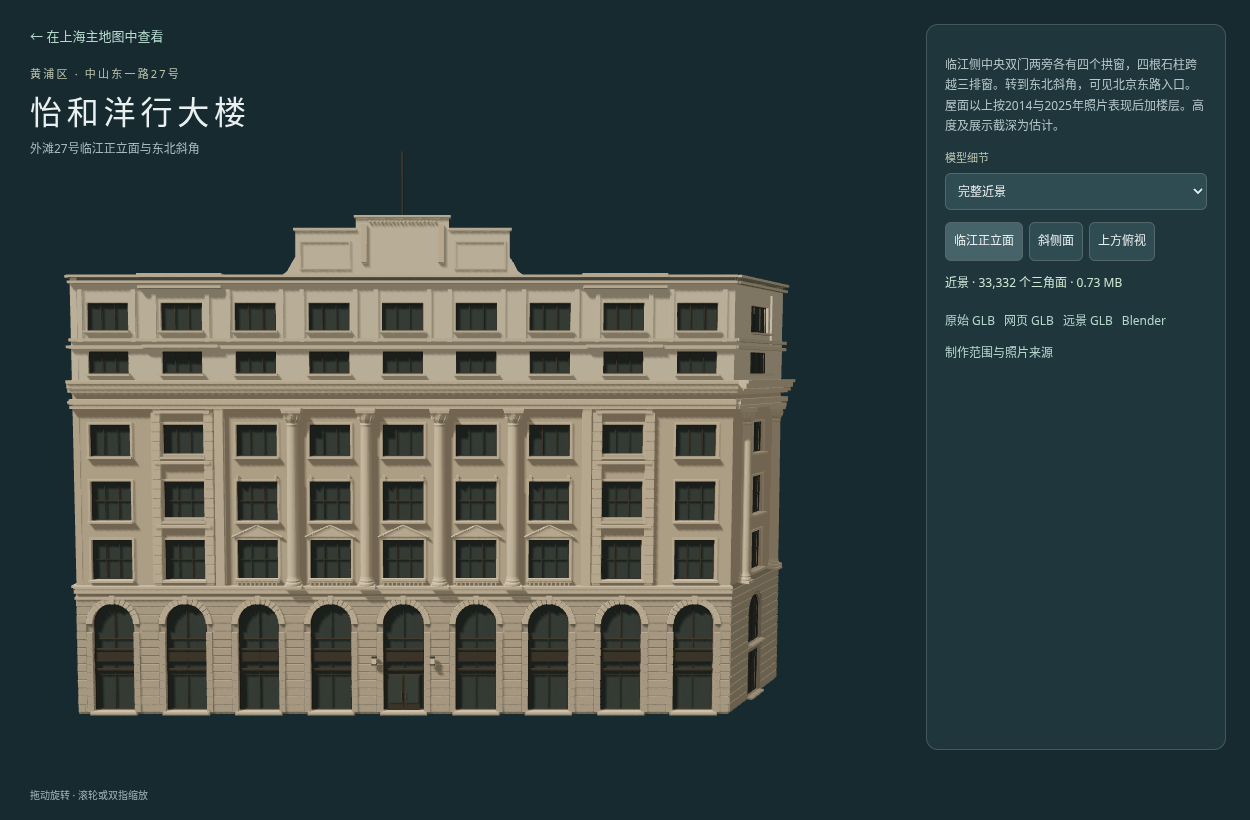 ← 在上海主地图中查看
黄浦区 · 中山东一路27号
怡和洋行大楼
外滩27号临江正立面与东北斜角
临江侧中央双门两旁各有四个拱窗，四根石柱跨
越三排窗。转到东北斜角，可见北京东路入口。
屋面以上按2014与2025年照片表现后加楼层。高
度及展示截深为估计。
模型细节
完整近景
临江正立面 斜侧面 上方俯视
近景 · 33,332 个三角面 · 0.73 MB
原始 GLB 网页 GLB 远景 GLB Blender
制作范围与照片来源
拖动旋转 · 滚轮或双指缩放